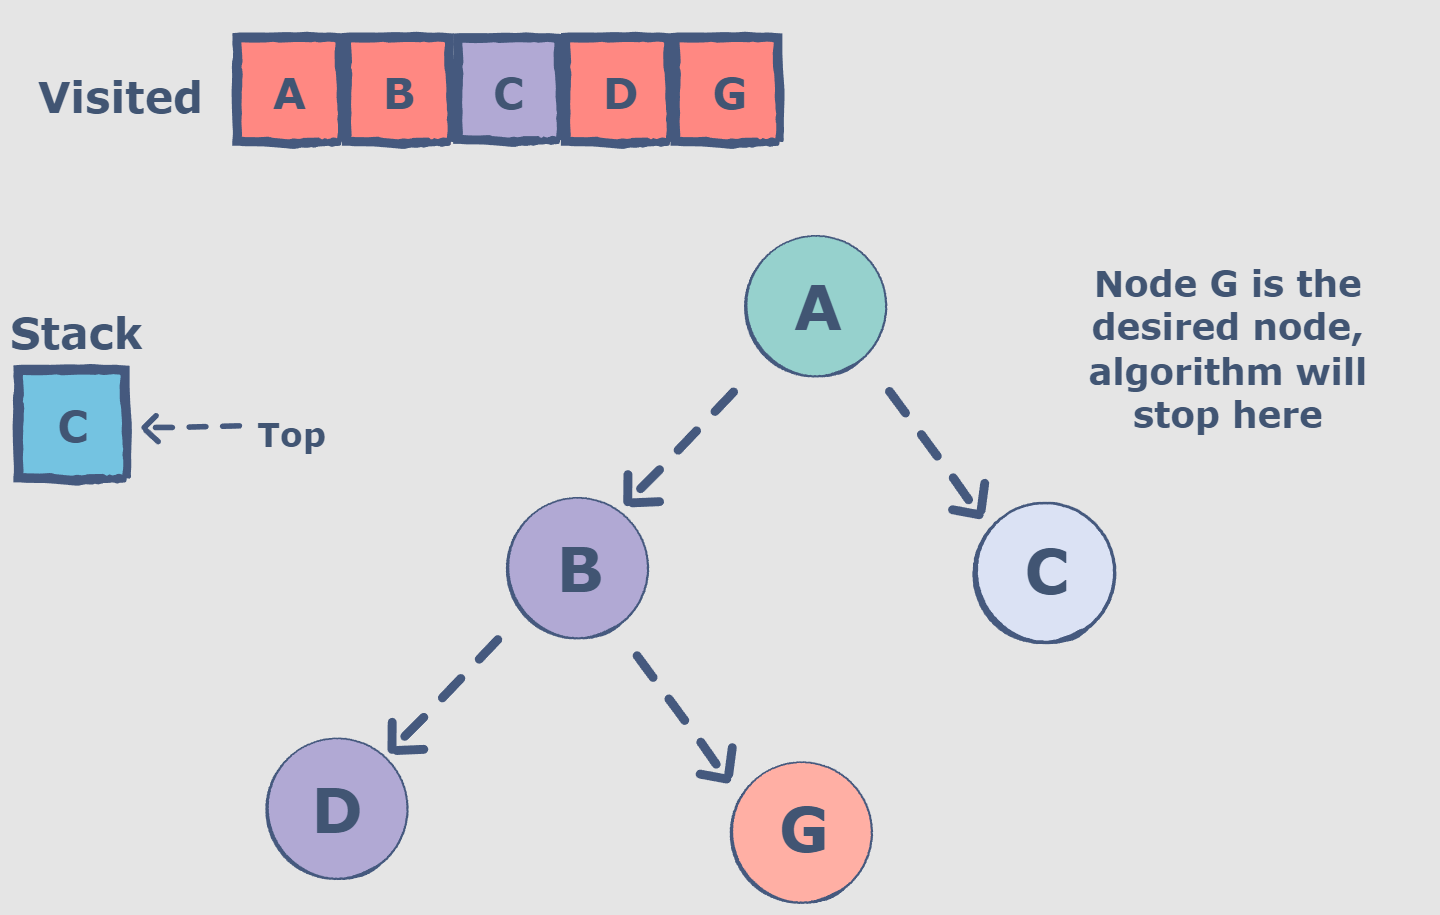 Visited A B C D G
A
Node G is the
desired node,
algorithm will
stop here
Stack
C Top
B
C
D
G